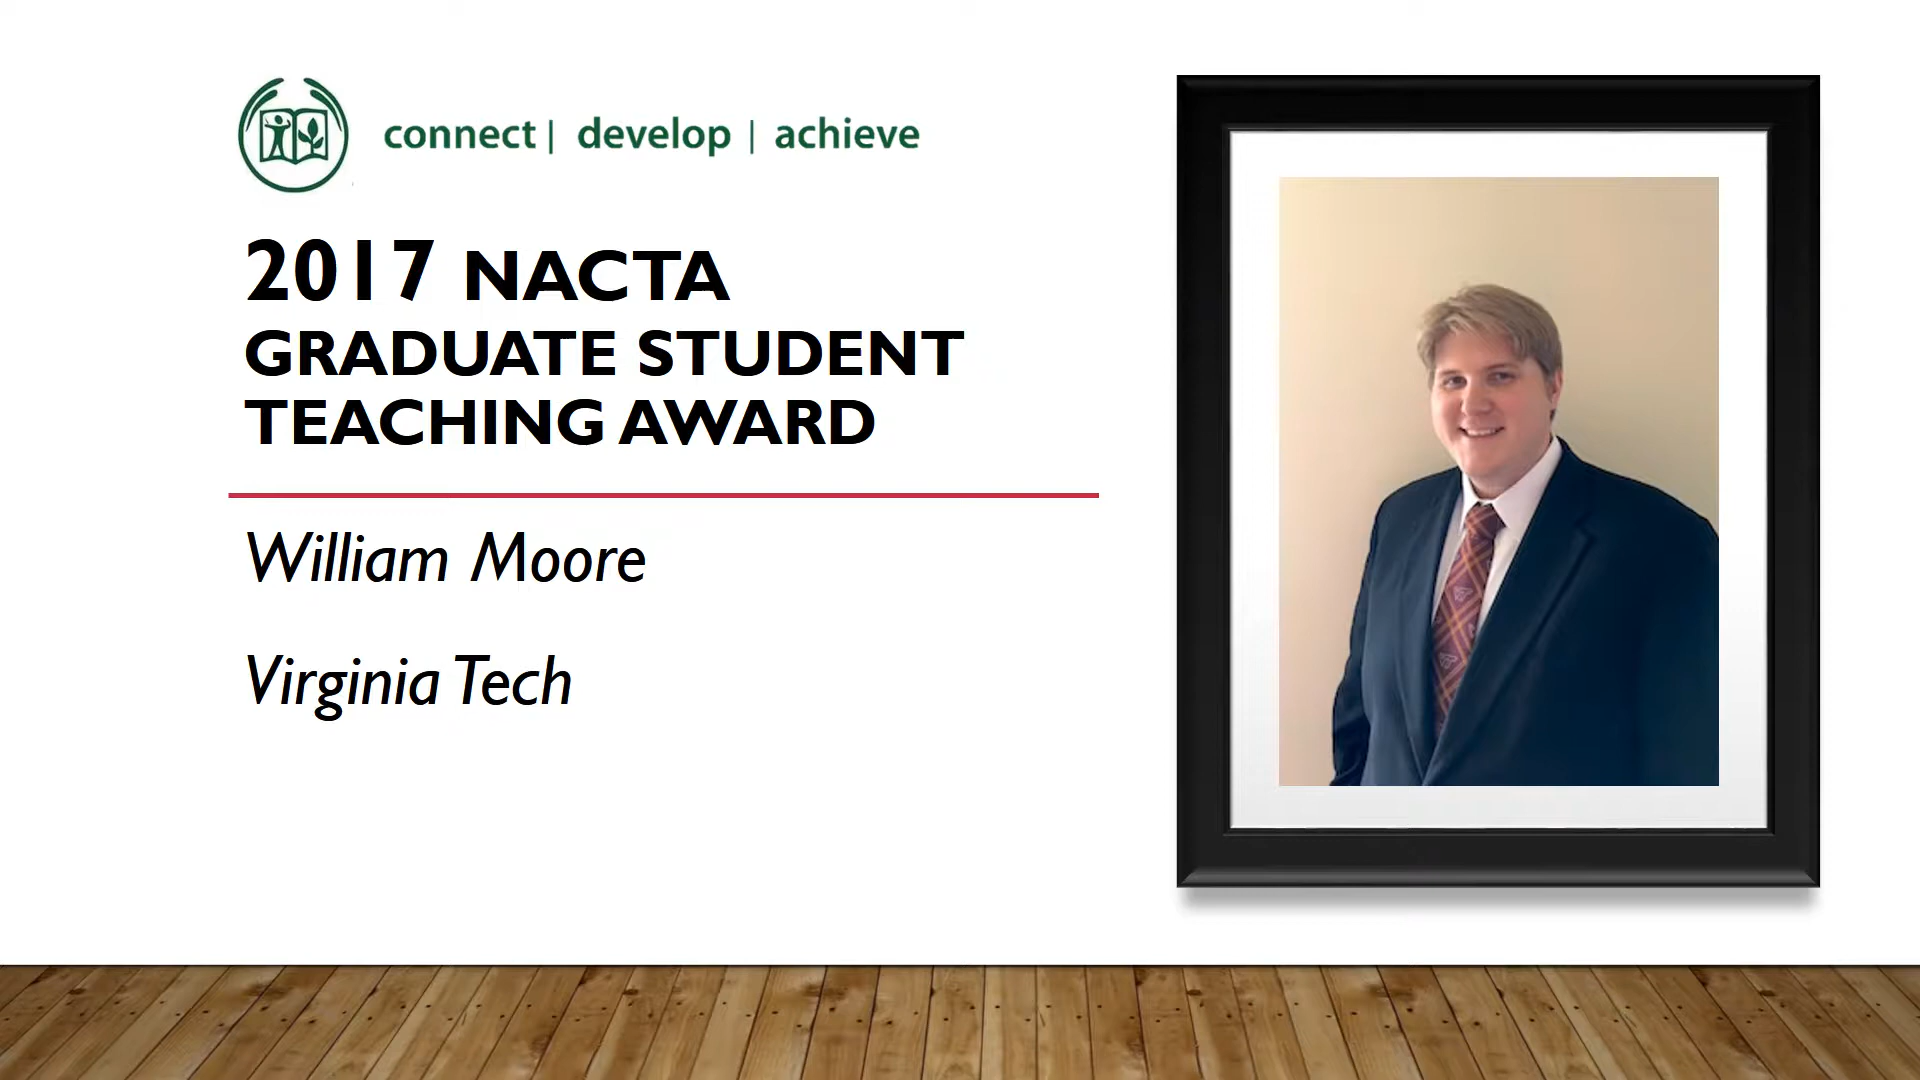 connect | develop | achieve
2017 NACTA
GRADUATE STUDENT
TEACHING AWARD
William Moore
Virginia Tech